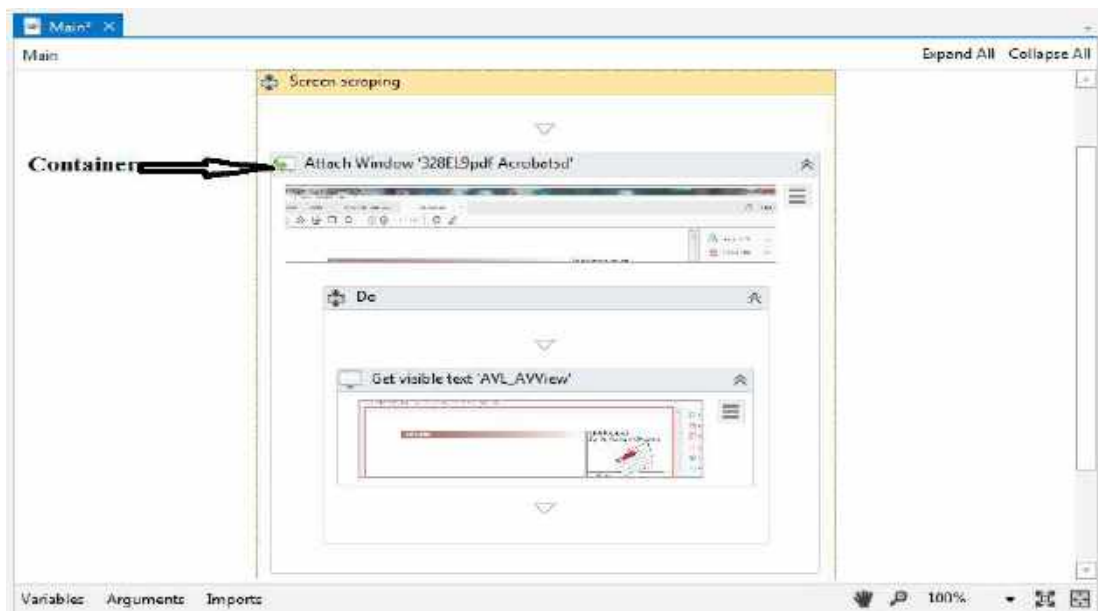 Main* ×
Main Expand All Collapse All
Screen scraping
Container
Attach Window '328EL9pdf Acrobatsd'
Do
Get visible text 'AVL_AVView'
Variables Arguments Imports 100%